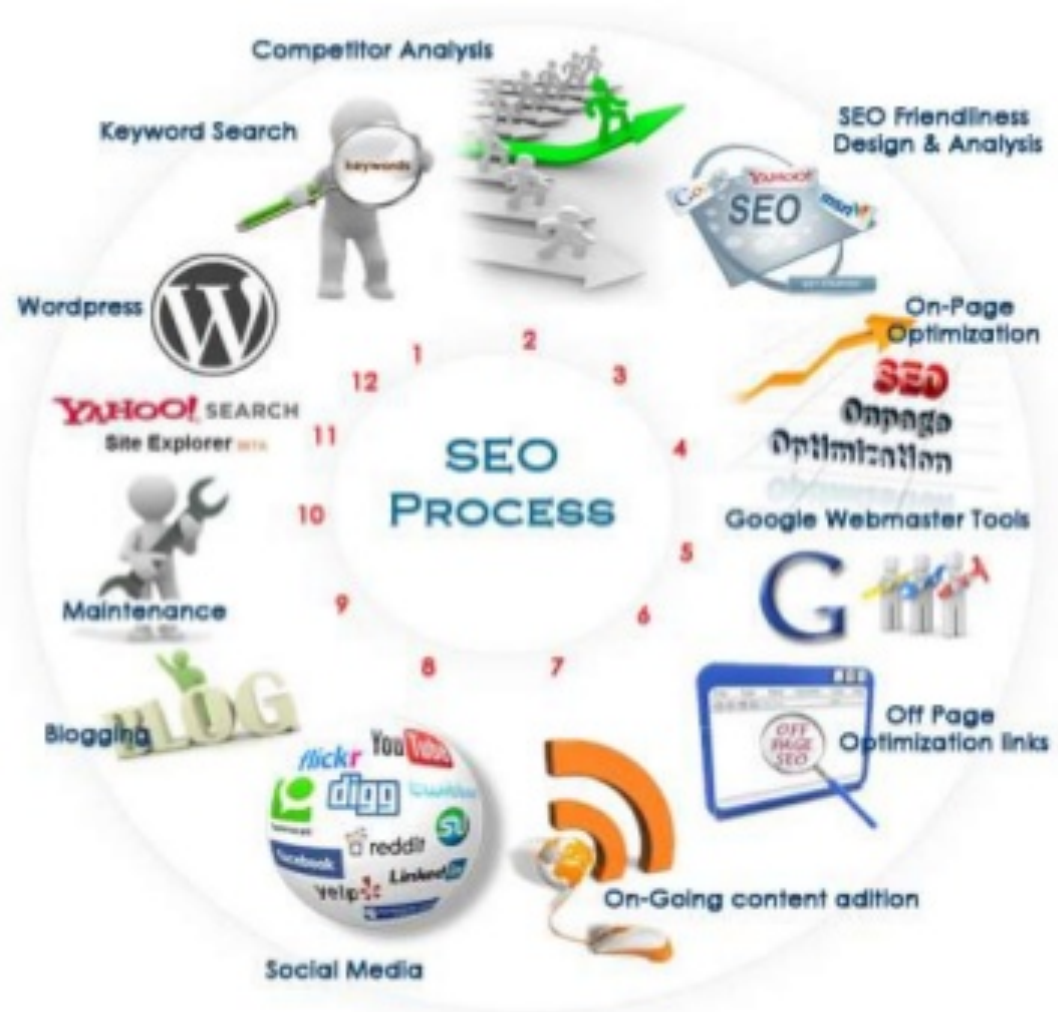 Competitor Analysis
Keyword Search
keywords
SEO Friendliness
Design & Analysis
YAHOO!
SEO
msn
Wordpress
W
On-Page
Optimization
SEO
Onpage
Optimization
YAHOO! SEARCH
Site Explorer BETA
1
2
3
4
5
6
7
8
9
10
11
12
SEO
PROCESS
Google Webmaster Tools
G
Maintenance
BLOG
Blogging
OFF
PAGE
SEO
Off Page
Optimization links
flickr
YouTube
digg
twitter
reddit
facebook
LinkedIn
yelp
On-Going content adition
Social Media